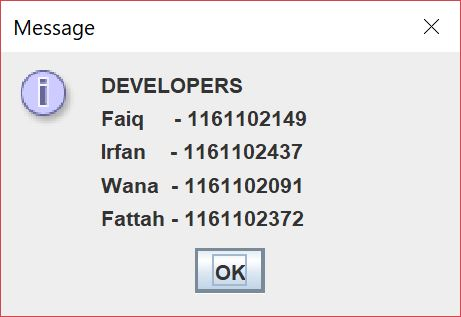 Message
DEVELOPERS
Faiq - 1161102149
Irfan - 1161102437
Wana - 1161102091
Fattah - 1161102372
OK